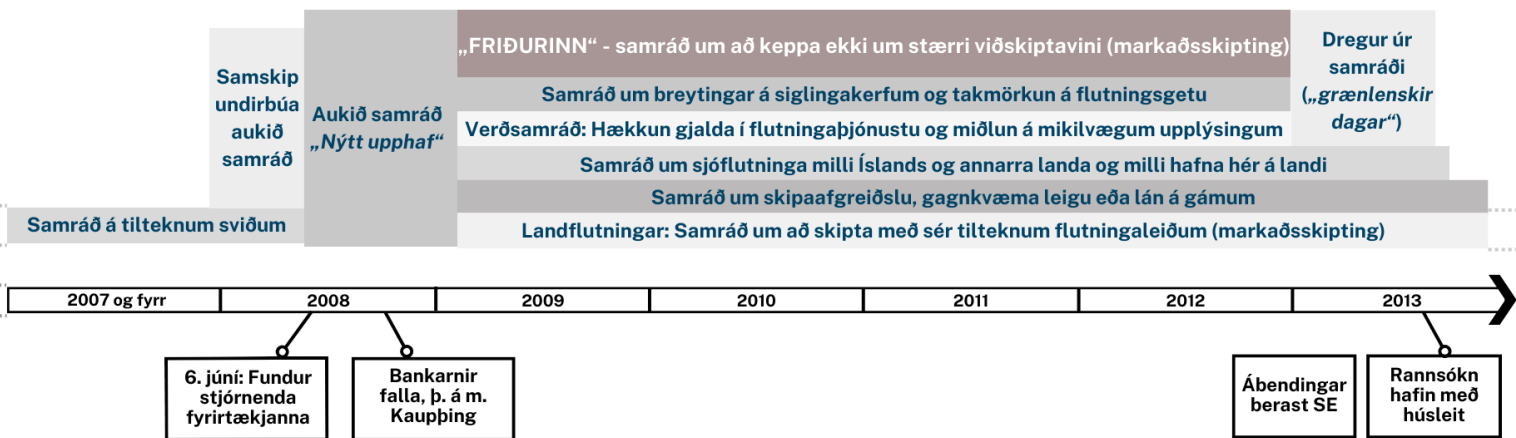 Samskip
undirbúa
aukið
samráð
Aukið samráð
„Nýtt upphaf“
„FRIÐURINN“ - samráð um að keppa ekki um stærri viðskiptavini (markaðsskipting)
Samráð um breytingar á siglingakerfum og takmörkun á flutningsgetu
Verðsamráð: Hækkun gjalda í flutningaþjónustu og miðlun á mikilvægum upplýsingum
Dregur úr
samráði
(„grænlenskir
dagar“)
Samráð um sjóflutninga milli Íslands og annarra landa og milli hafna hér á landi
Samráð um skipaafgreiðslu, gagnkvæma leigu eða lán á gámum
Samráð á tilteknum sviðum
Landflutningar: Samráð um að skipta með sér tilteknum flutningaleiðum (markaðsskipting)
2007 og fyrr
2008
2009
2010
2011
2012
2013
6. júní: Fundur
stjórnenda
fyrirtækjanna
Bankarnir
falla, þ. á m.
Kaupþing
Ábendingar
berast SE
Rannsókn
hafin með
húsleit